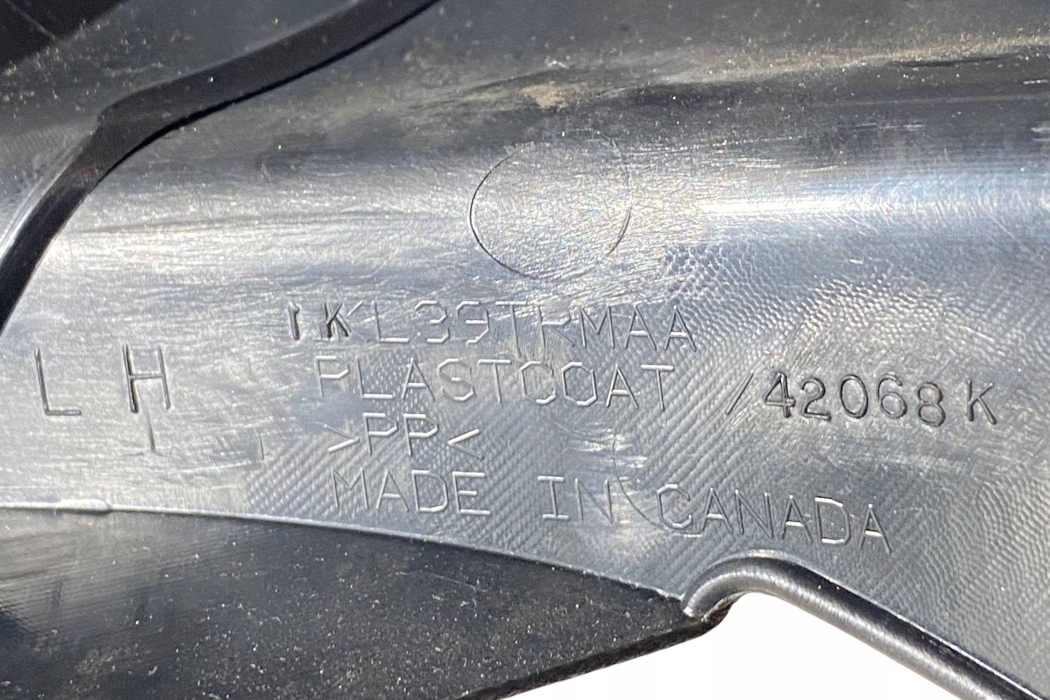 1KL39TRMAA
LH
PLASTCOAT /42068K
>PP<
MADE IN CANADA